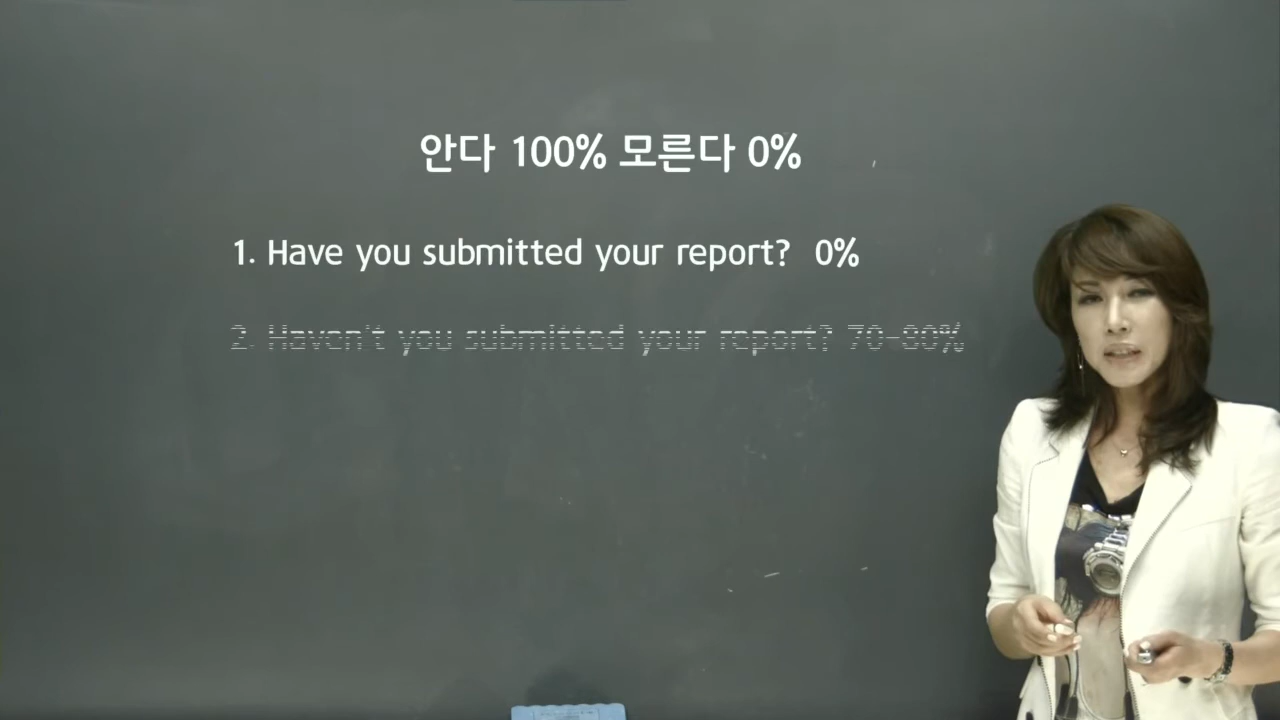 안다 100% 모른다 0%
1. Have you submitted your report? 0%
2. Haven't you submitted your report? 70-80%